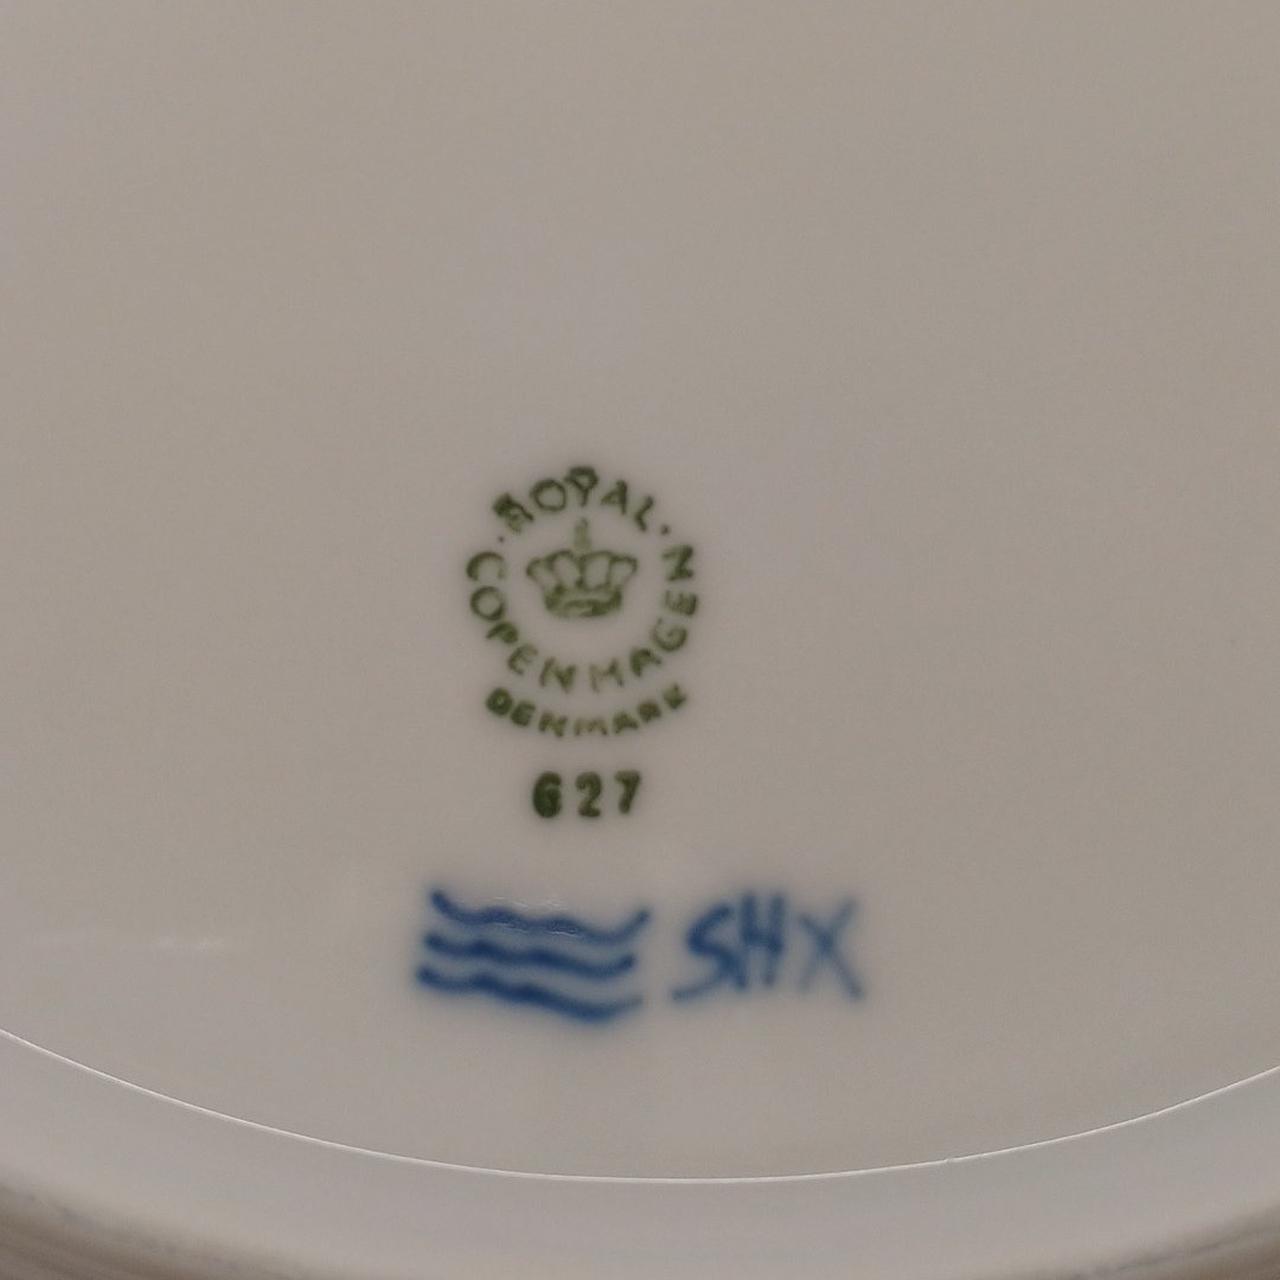 ROYAL
COPENHAGEN
DENMARK
627
SHX